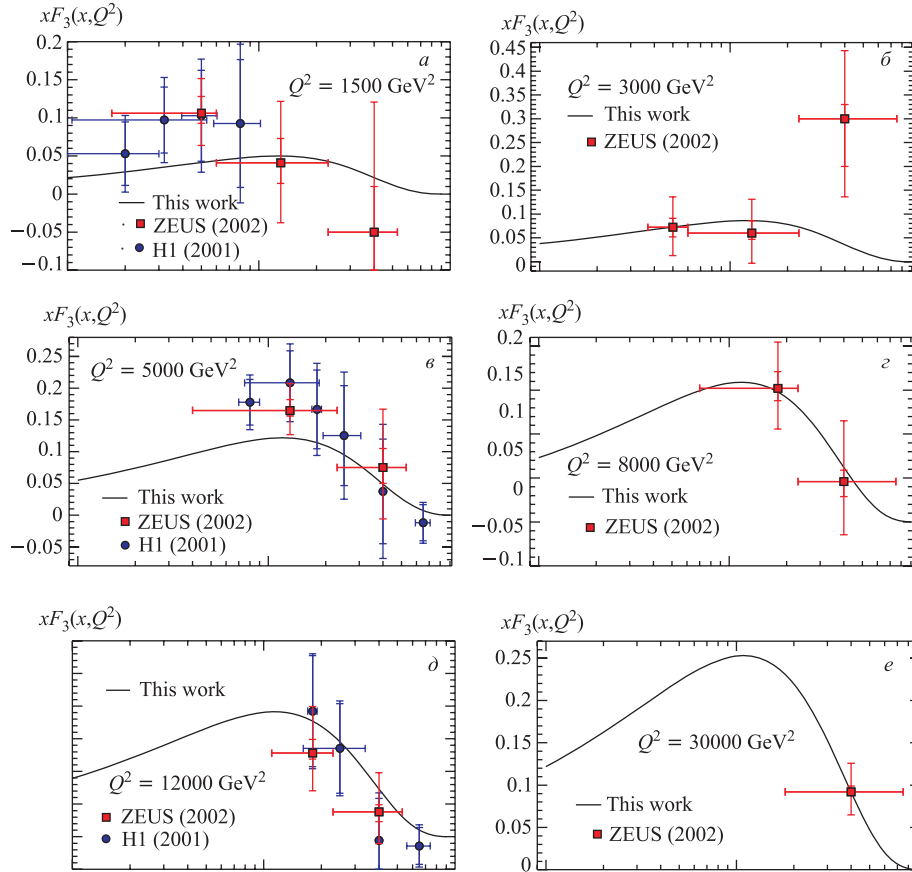 xF₃(x,Q²)
а
0.2
0.15
0.1
0.05
0
−0.05
−0.1
Q² = 1500 GeV²
This work
ZEUS (2002)
H1 (2001)
xF₃(x,Q²)
б
0.45
0.4
0.35
0.3
0.25
0.2
0.15
0.1
0.05
0
Q² = 3000 GeV²
This work
ZEUS (2002)
xF₃(x,Q²)
в
0.25
0.2
0.15
0.1
0.05
0
−0.05
Q² = 5000 GeV²
This work
ZEUS (2002)
H1 (2001)
xF₃(x,Q²)
г
0.2
0.15
0.1
0.05
0
−0.05
−0.1
Q² = 8000 GeV²
This work
ZEUS (2002)
xF₃(x,Q²)
д
This work
Q² = 12000 GeV²
ZEUS (2002)
H1 (2001)
xF₃(x,Q²)
е
0.25
0.2
0.15
0.1
0.05
0
Q² = 30000 GeV²
This work
ZEUS (2002)